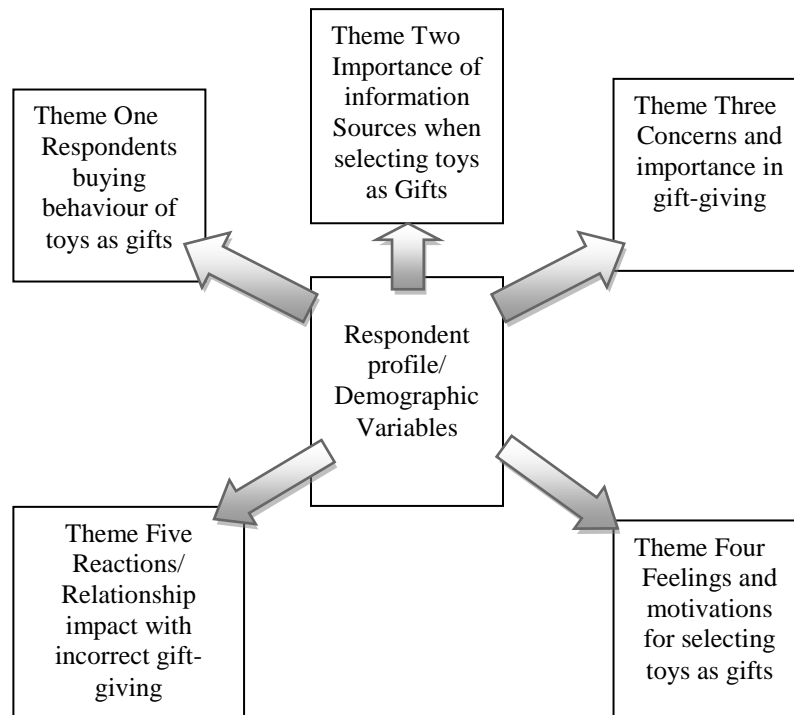 Theme One
Respondents
buying
behaviour of
toys as gifts
Theme Two
Importance of
information
Sources when
selecting toys
as Gifts
Theme Three
Concerns and
importance in
gift-giving
Respondent
profile/
Demographic
Variables
Theme Five
Reactions/
Relationship
impact with
incorrect gift-
giving
Theme Four
Feelings and
motivations
for selecting
toys as gifts